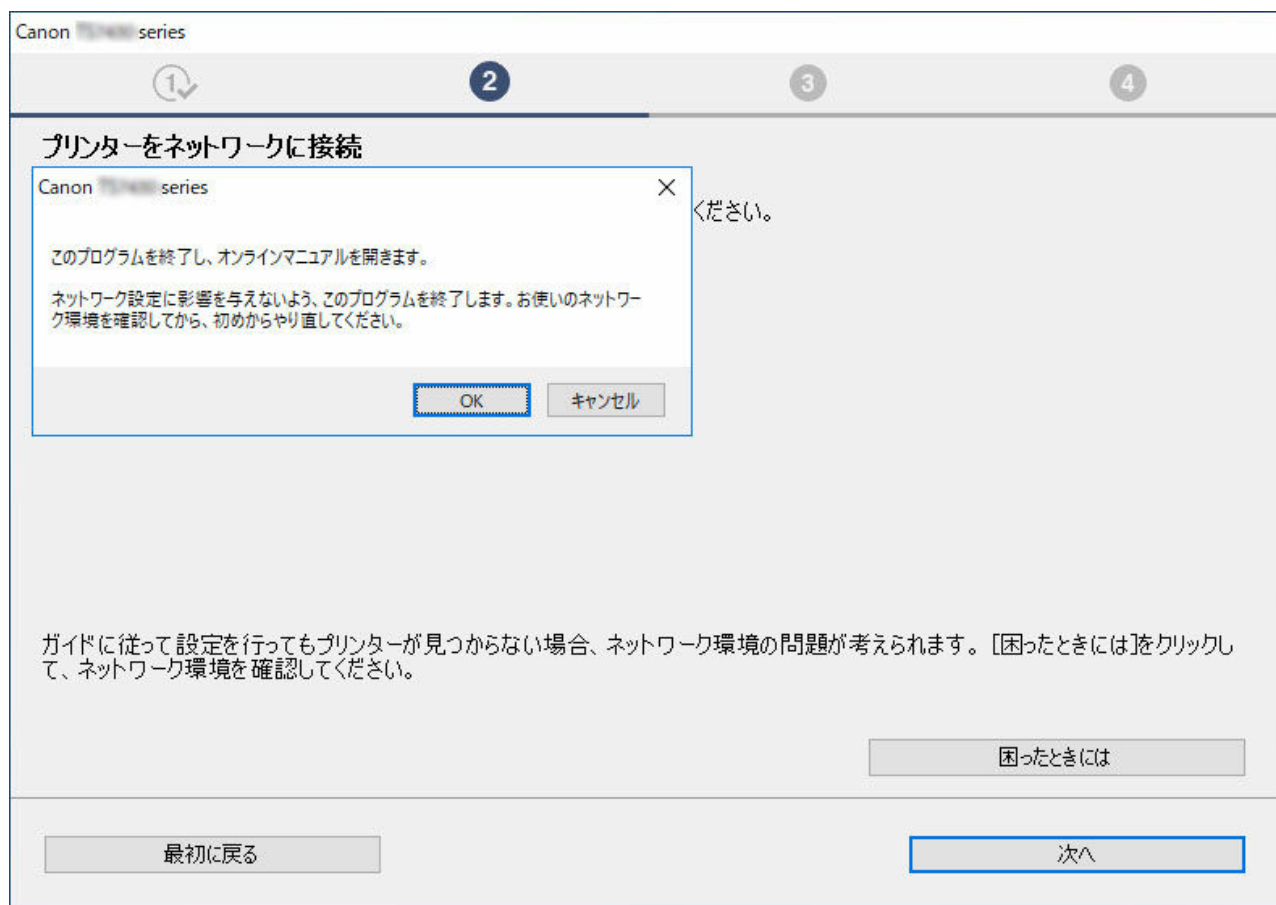 Canon series
1
2
3
4
プリンターをネットワークに接続
Canon series
ください。
このプログラムを終了し、オンラインマニュアルを開きます。
ネットワーク設定に影響を与えないよう、このプログラムを終了します。お使いのネットワー
ク環境を確認してから、初めからやり直してください。
OK
キャンセル
ガイドに従って設定を行ってもプリンターが見つからない場合、ネットワーク環境の問題が考えられます。[困ったときには]をクリックし
て、ネットワーク環境を確認してください。
困ったときには
最初に戻る
次へ